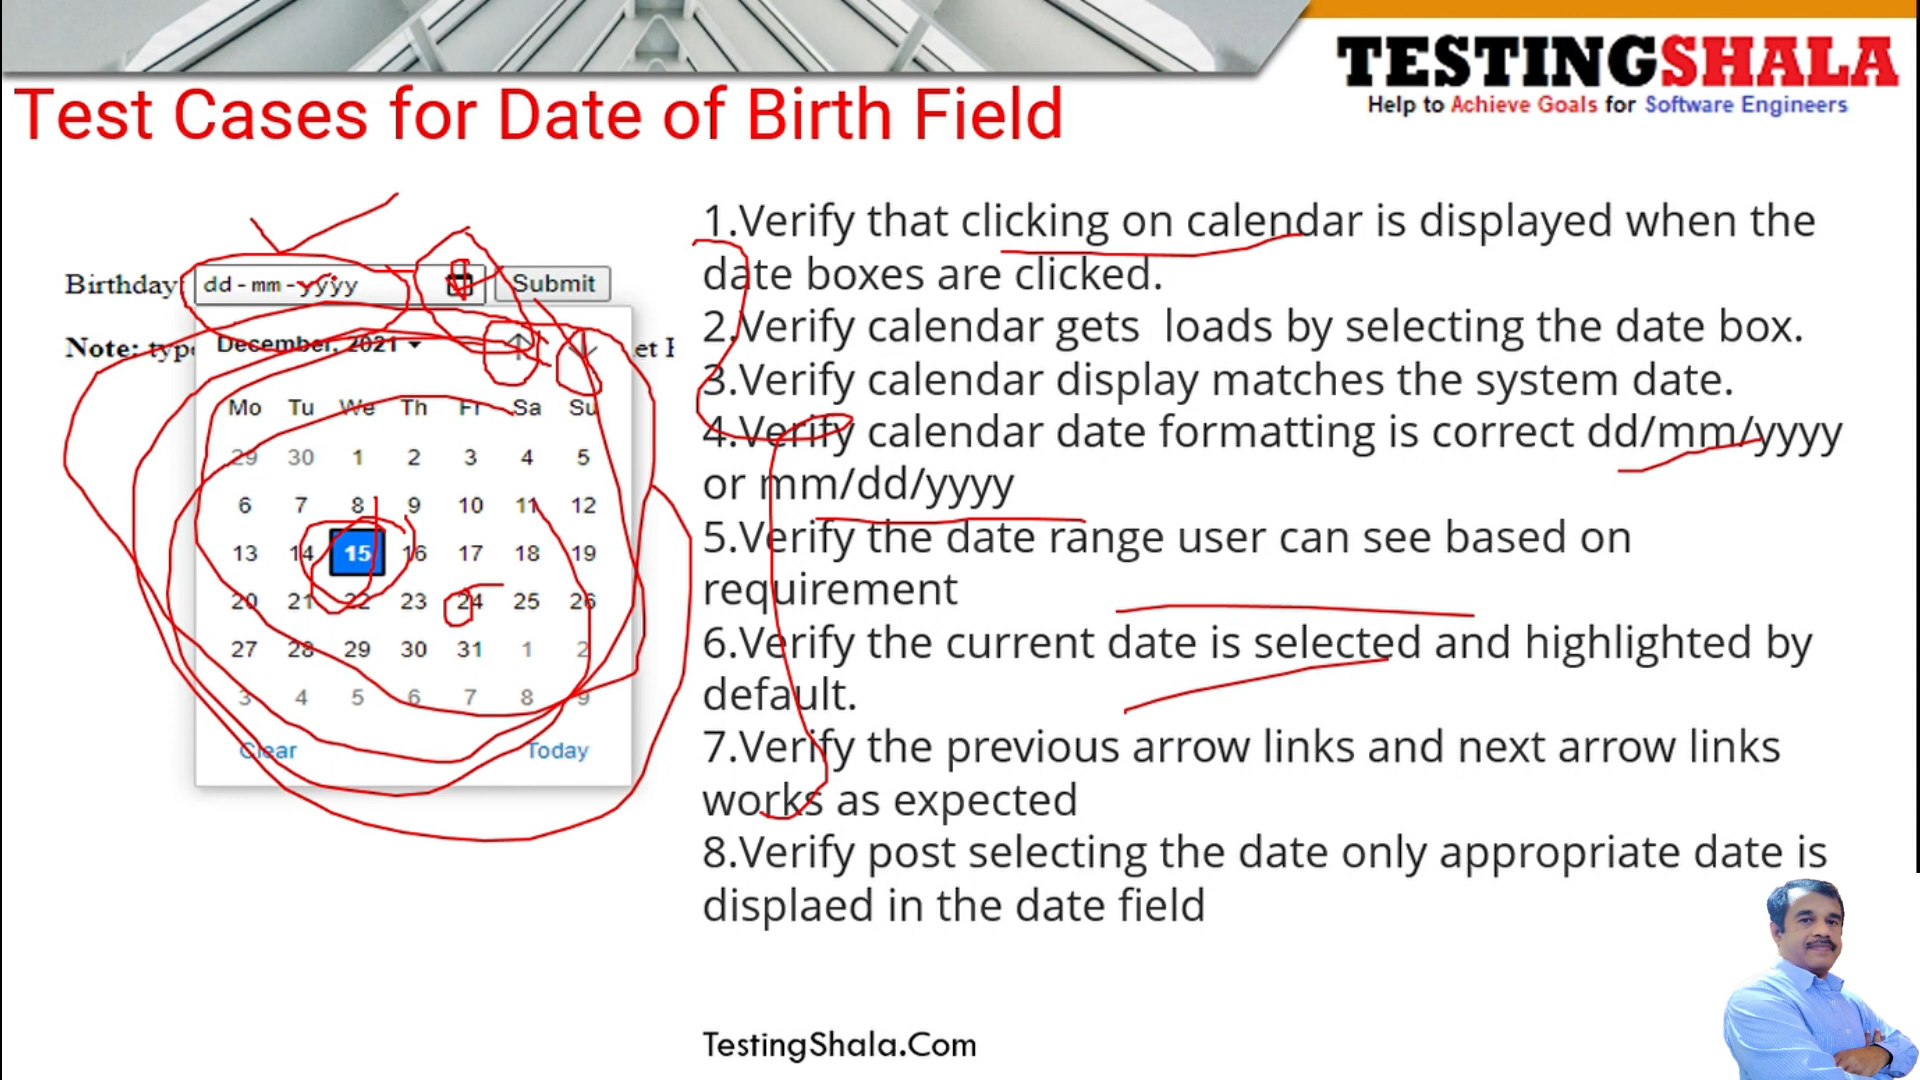 TESTINGSHALA
Help to Achieve Goals for Software Engineers
Test Cases for Date of Birth Field
Birthday: dd-mm-yyyy Submit
Note: type
et
December, 2021
Mo Tu We Th Fr Sa Su
29 30 1 2 3 4 5
6 7 8 9 10 11 12
13 14 15 16 17 18 19
20 21 22 23 24 25 26
27 28 29 30 31 1 2
3 4 5 6 7 8 9
Clear Today
1.Verify that clicking on calendar is displayed when the
date boxes are clicked.
2.Verify calendar gets loads by selecting the date box.
3.Verify calendar display matches the system date.
4.Verify calendar date formatting is correct dd/mm/yyyy
or mm/dd/yyyy
5.Verify the date range user can see based on
requirement
6.Verify the current date is selected and highlighted by
default.
7.Verify the previous arrow links and next arrow links
works as expected
8.Verify post selecting the date only appropriate date is
displaed in the date field
TestingShala.Com